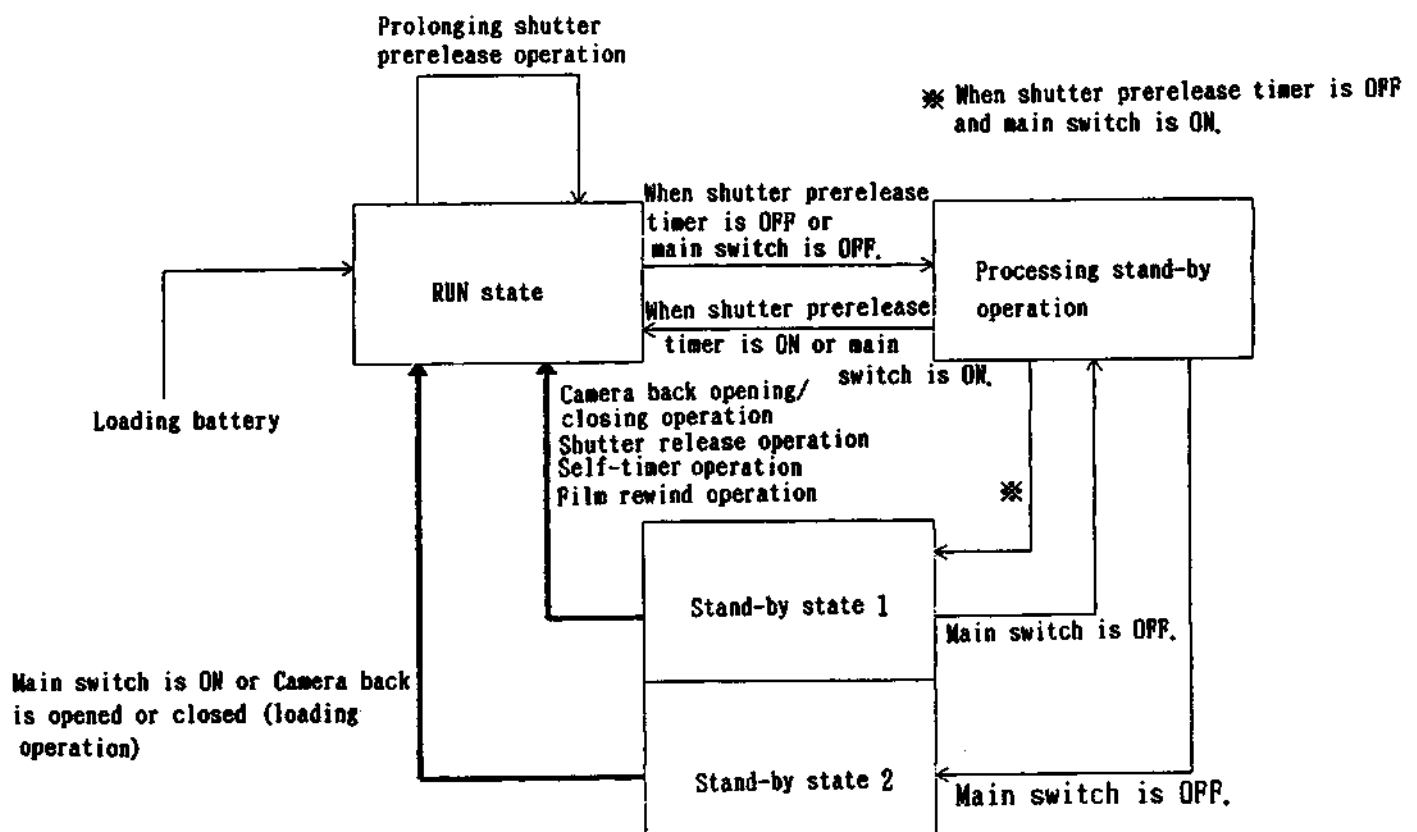 Prolonging shutter
prerelease operation
※ When shutter prerelease timer is OFF
and main switch is ON.
When shutter prerelease
timer is OFF or
main switch is OFF.
RUN state
Processing stand-by
operation
When shutter prerelease
timer is ON or main
switch is ON.
Loading battery
Camera back opening/
closing operation
Shutter release operation
Self-timer operation
Film rewind operation
※
Stand-by state 1
Main switch is OFF.
Main switch is ON or Camera back
is opened or closed (loading
operation)
Stand-by state 2
Main switch is OFF.